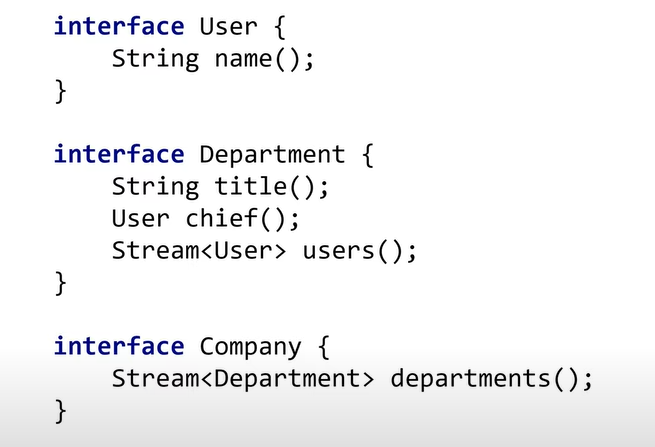 interface User {
    String name();
}

interface Department {
    String title();
    User chief();
    Stream<User> users();
}

interface Company {
    Stream<Department> departments();
}